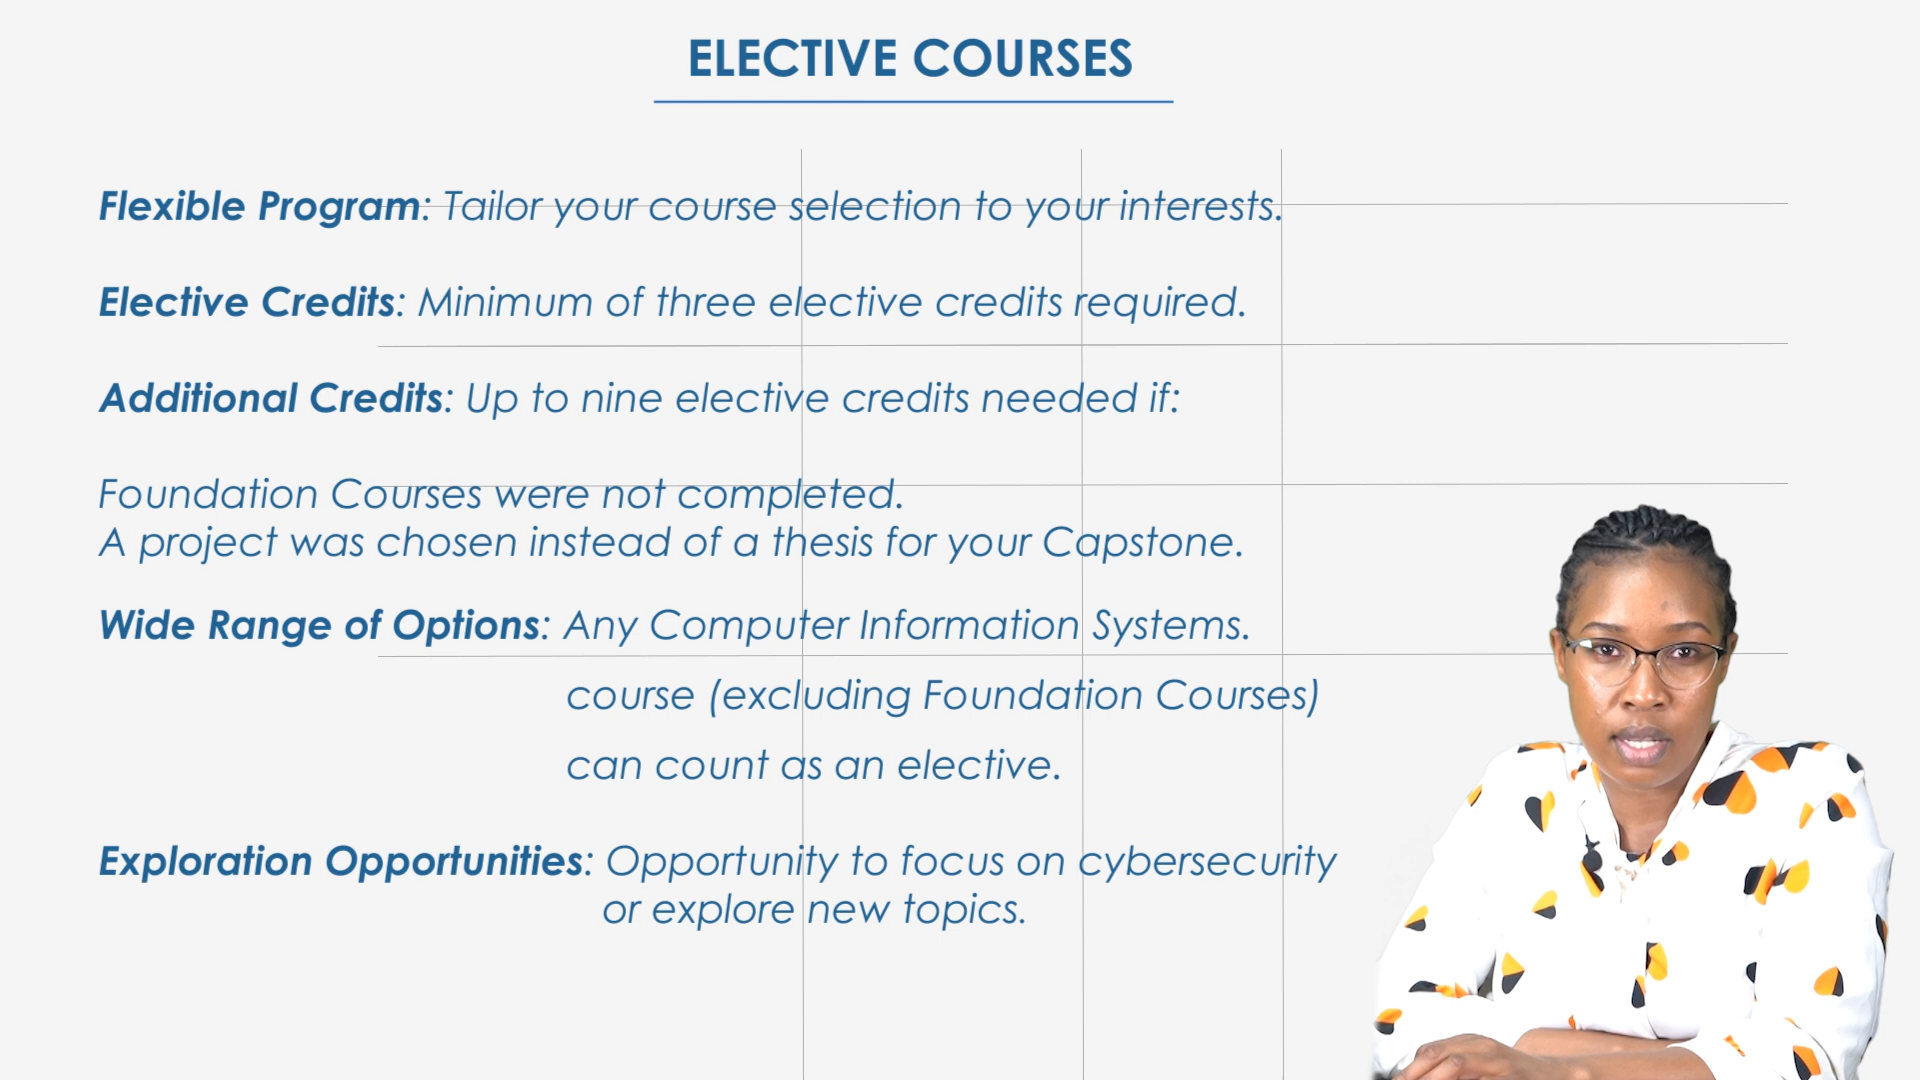 ELECTIVE COURSES
Flexible Program: Tailor your course selection to your interests.
Elective Credits: Minimum of three elective credits required.
Additional Credits: Up to nine elective credits needed if:
Foundation Courses were not completed.
A project was chosen instead of a thesis for your Capstone.
Wide Range of Options: Any Computer Information Systems.
course (excluding Foundation Courses)
can count as an elective.
Exploration Opportunities: Opportunity to focus on cybersecurity
or explore new topics.